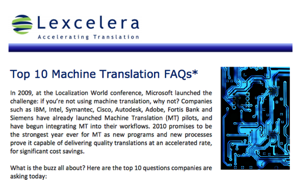 Lexcelera
Accelerating Translation
Top 10 Machine Translation FAQs*
In 2009, at the Localization World conference, Microsoft launched the
challenge: if you're not using machine translation, why not? Companies
such as IBM, Intel, Symantec, Cisco, Autodesk, Adobe, Fortis Bank and
Siemens have already launched Machine Translation (MT) pilots, and
have begun integrating MT into their workflows. 2010 promises to be
the strongest year ever for MT as new programs and new processes
prove it capable of delivering quality translations at an accelerated rate,
for significant cost savings.
What is the buzz all about? Here are the top 10 questions companies are
asking today: